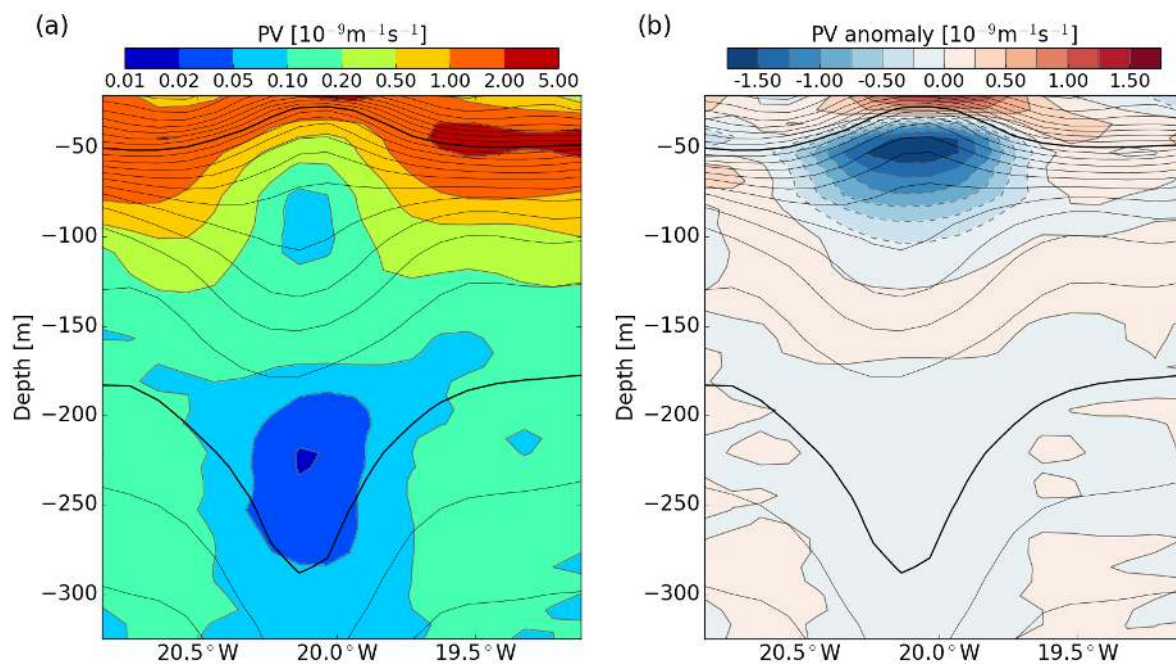 (a)
PV [10⁻⁹m⁻¹s⁻¹]
0.01 0.02 0.05 0.10 0.20 0.50 1.00 2.00 5.00
Depth [m]
−50
−100
−150
−200
−250
−300
20.5°W 20.0°W 19.5°W
(b)
PV anomaly [10⁻⁹m⁻¹s⁻¹]
-1.50 -1.00 -0.50 0.00 0.50 1.00 1.50
Depth [m]
−50
−100
−150
−200
−250
−300
20.5°W 20.0°W 19.5°W